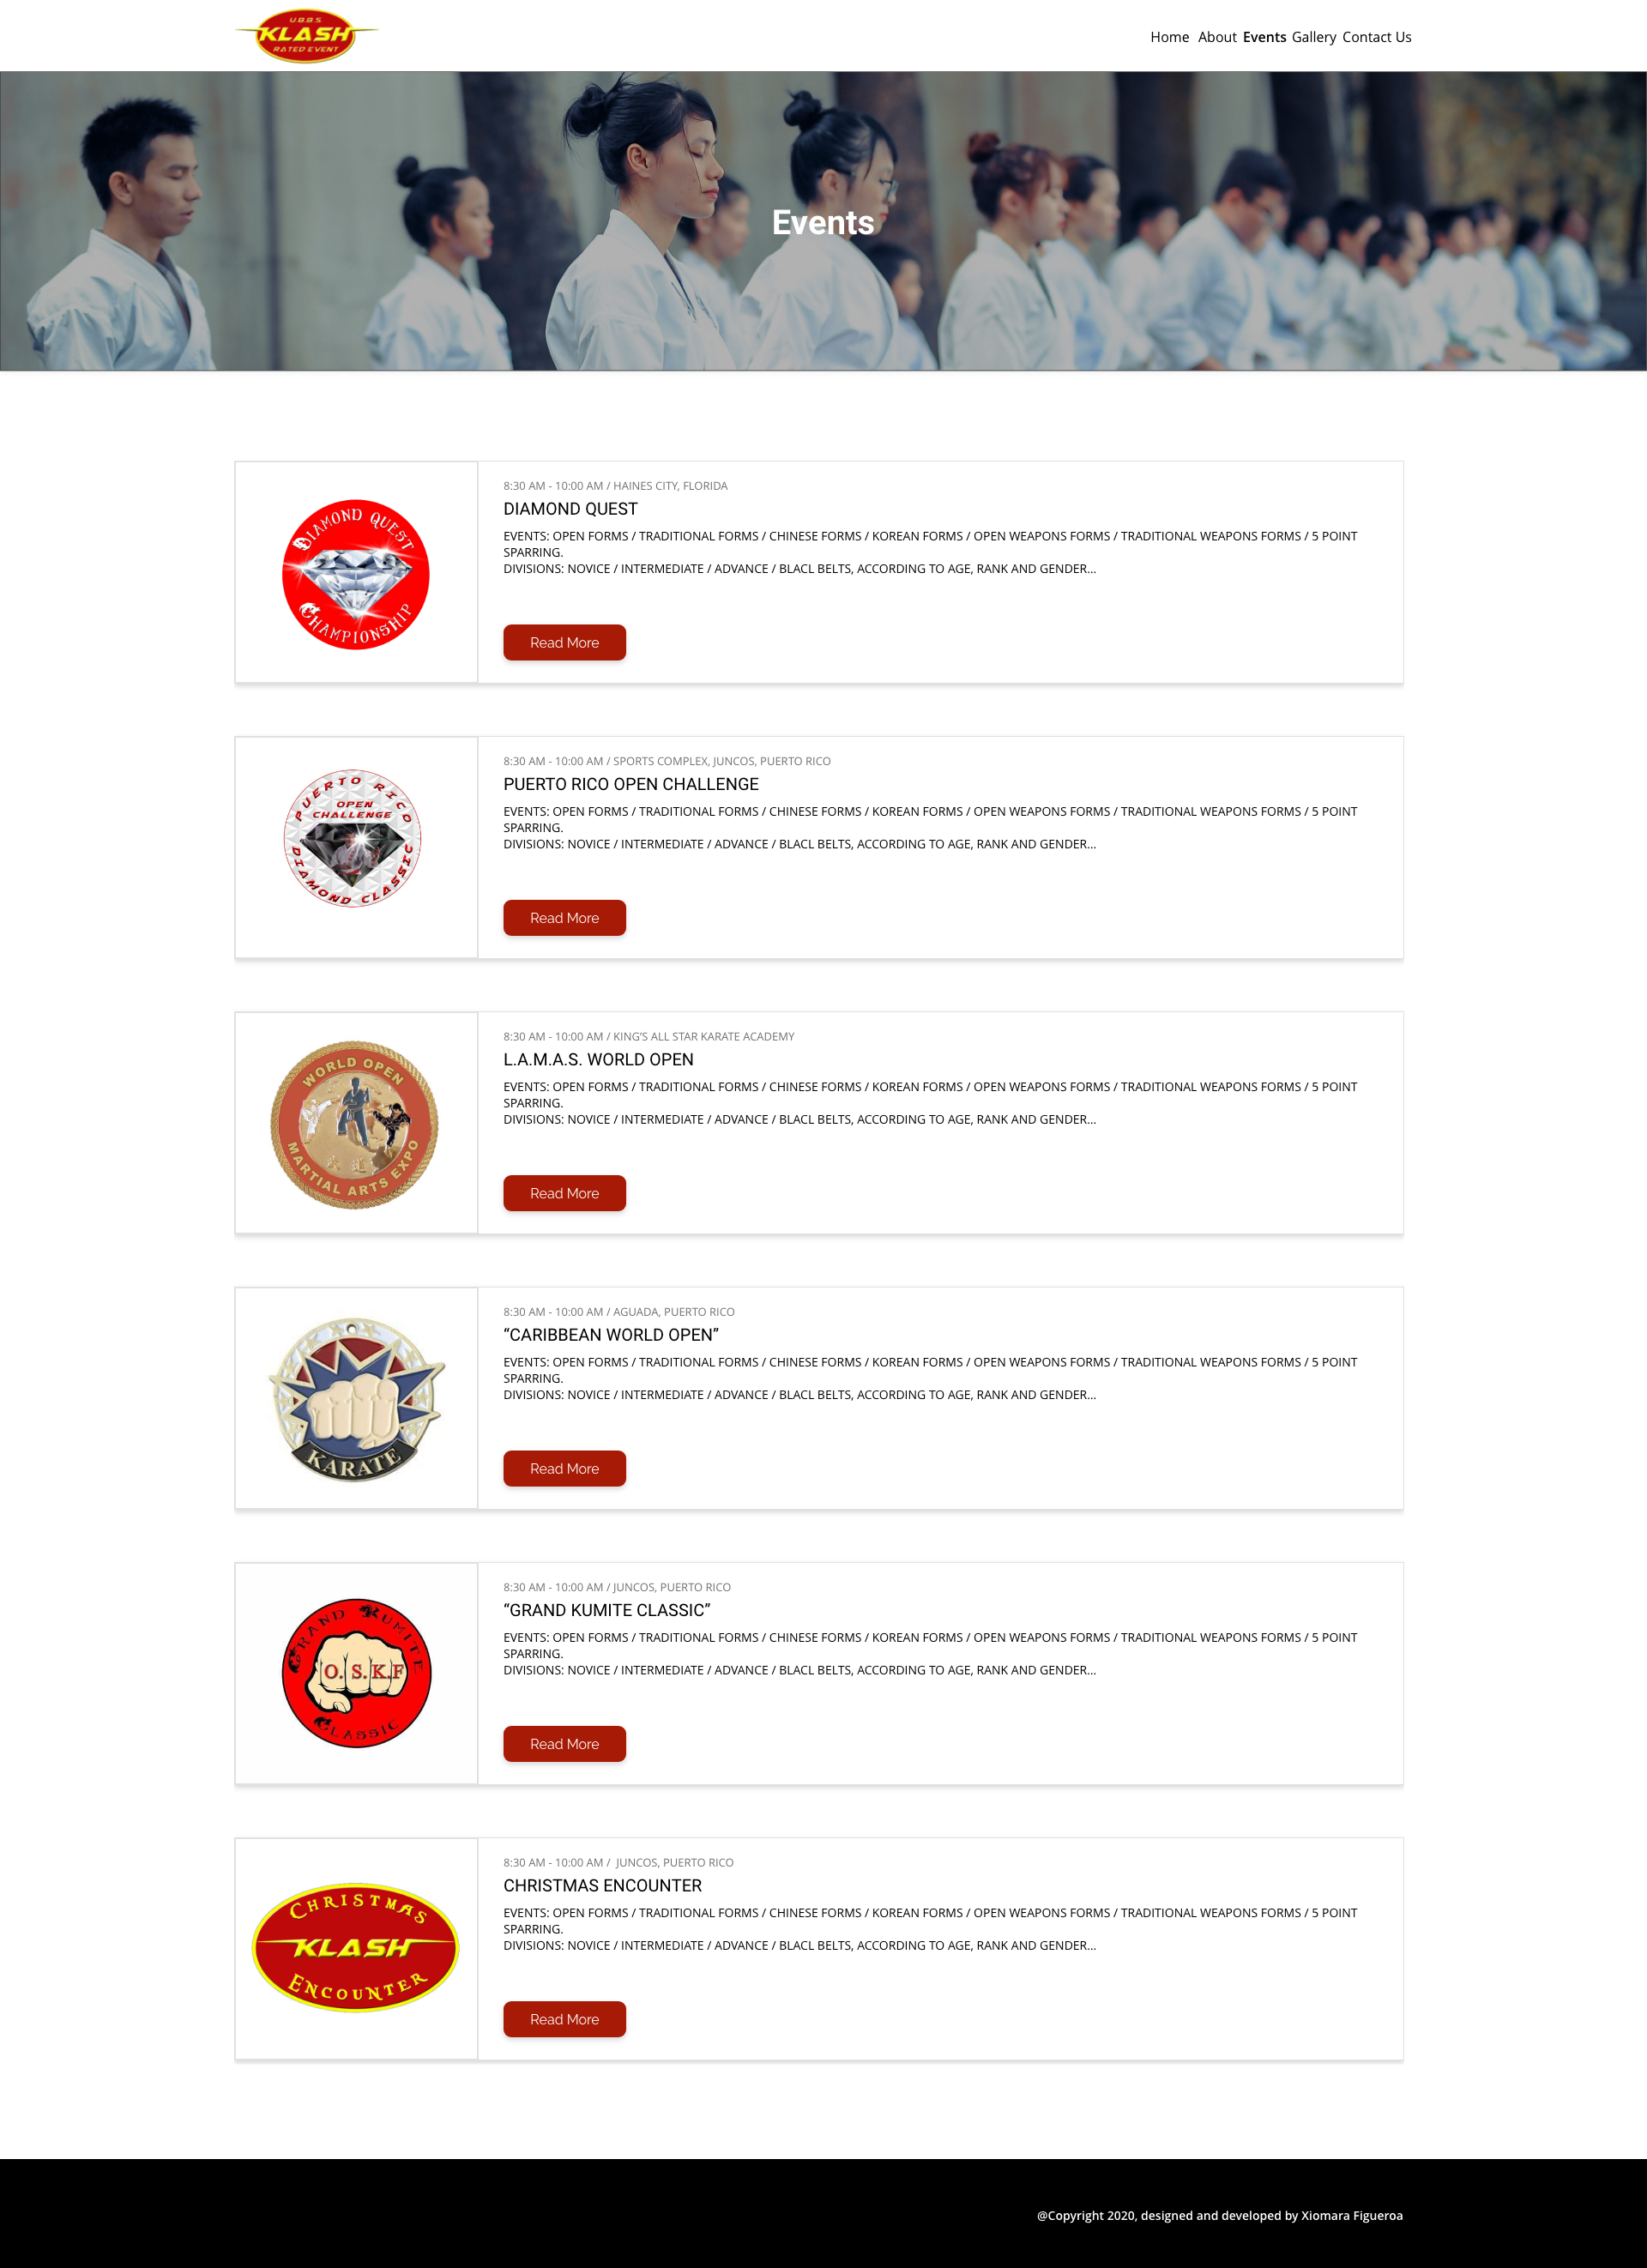 U.B.B.S
KLASH
RATED EVENT
Home About Events Gallery Contact Us
Events
DIAMOND QUEST
CHAMPIONSHIP
8:30 AM - 10:00 AM / HAINES CITY, FLORIDA
DIAMOND QUEST
EVENTS: OPEN FORMS / TRADITIONAL FORMS / CHINESE FORMS / KOREAN FORMS / OPEN WEAPONS FORMS / TRADITIONAL WEAPONS FORMS / 5 POINT
SPARRING.
DIVISIONS: NOVICE / INTERMEDIATE / ADVANCE / BLACL BELTS, ACCORDING TO AGE, RANK AND GENDER...
Read More
PUERTO RICO
OPEN
CHALLENGE
DIAMOND CLASSIC
8:30 AM - 10:00 AM / SPORTS COMPLEX, JUNCOS, PUERTO RICO
PUERTO RICO OPEN CHALLENGE
EVENTS: OPEN FORMS / TRADITIONAL FORMS / CHINESE FORMS / KOREAN FORMS / OPEN WEAPONS FORMS / TRADITIONAL WEAPONS FORMS / 5 POINT
SPARRING.
DIVISIONS: NOVICE / INTERMEDIATE / ADVANCE / BLACL BELTS, ACCORDING TO AGE, RANK AND GENDER...
Read More
WORLD OPEN
武道
MARTIAL ARTS EXPO
8:30 AM - 10:00 AM / KING'S ALL STAR KARATE ACADEMY
L.A.M.A.S. WORLD OPEN
EVENTS: OPEN FORMS / TRADITIONAL FORMS / CHINESE FORMS / KOREAN FORMS / OPEN WEAPONS FORMS / TRADITIONAL WEAPONS FORMS / 5 POINT
SPARRING.
DIVISIONS: NOVICE / INTERMEDIATE / ADVANCE / BLACL BELTS, ACCORDING TO AGE, RANK AND GENDER...
Read More
KARATE
8:30 AM - 10:00 AM / AGUADA, PUERTO RICO
“CARIBBEAN WORLD OPEN”
EVENTS: OPEN FORMS / TRADITIONAL FORMS / CHINESE FORMS / KOREAN FORMS / OPEN WEAPONS FORMS / TRADITIONAL WEAPONS FORMS / 5 POINT
SPARRING.
DIVISIONS: NOVICE / INTERMEDIATE / ADVANCE / BLACL BELTS, ACCORDING TO AGE, RANK AND GENDER...
Read More
GRAND KUMITE
O. S. K.F
CLASSIC
8:30 AM - 10:00 AM / JUNCOS, PUERTO RICO
“GRAND KUMITE CLASSIC”
EVENTS: OPEN FORMS / TRADITIONAL FORMS / CHINESE FORMS / KOREAN FORMS / OPEN WEAPONS FORMS / TRADITIONAL WEAPONS FORMS / 5 POINT
SPARRING.
DIVISIONS: NOVICE / INTERMEDIATE / ADVANCE / BLACL BELTS, ACCORDING TO AGE, RANK AND GENDER...
Read More
CHRISTMAS
KLASH
ENCOUNTER
8:30 AM - 10:00 AM / JUNCOS, PUERTO RICO
CHRISTMAS ENCOUNTER
EVENTS: OPEN FORMS / TRADITIONAL FORMS / CHINESE FORMS / KOREAN FORMS / OPEN WEAPONS FORMS / TRADITIONAL WEAPONS FORMS / 5 POINT
SPARRING.
DIVISIONS: NOVICE / INTERMEDIATE / ADVANCE / BLACL BELTS, ACCORDING TO AGE, RANK AND GENDER...
Read More
@Copyright 2020, designed and developed by Xiomara Figueroa